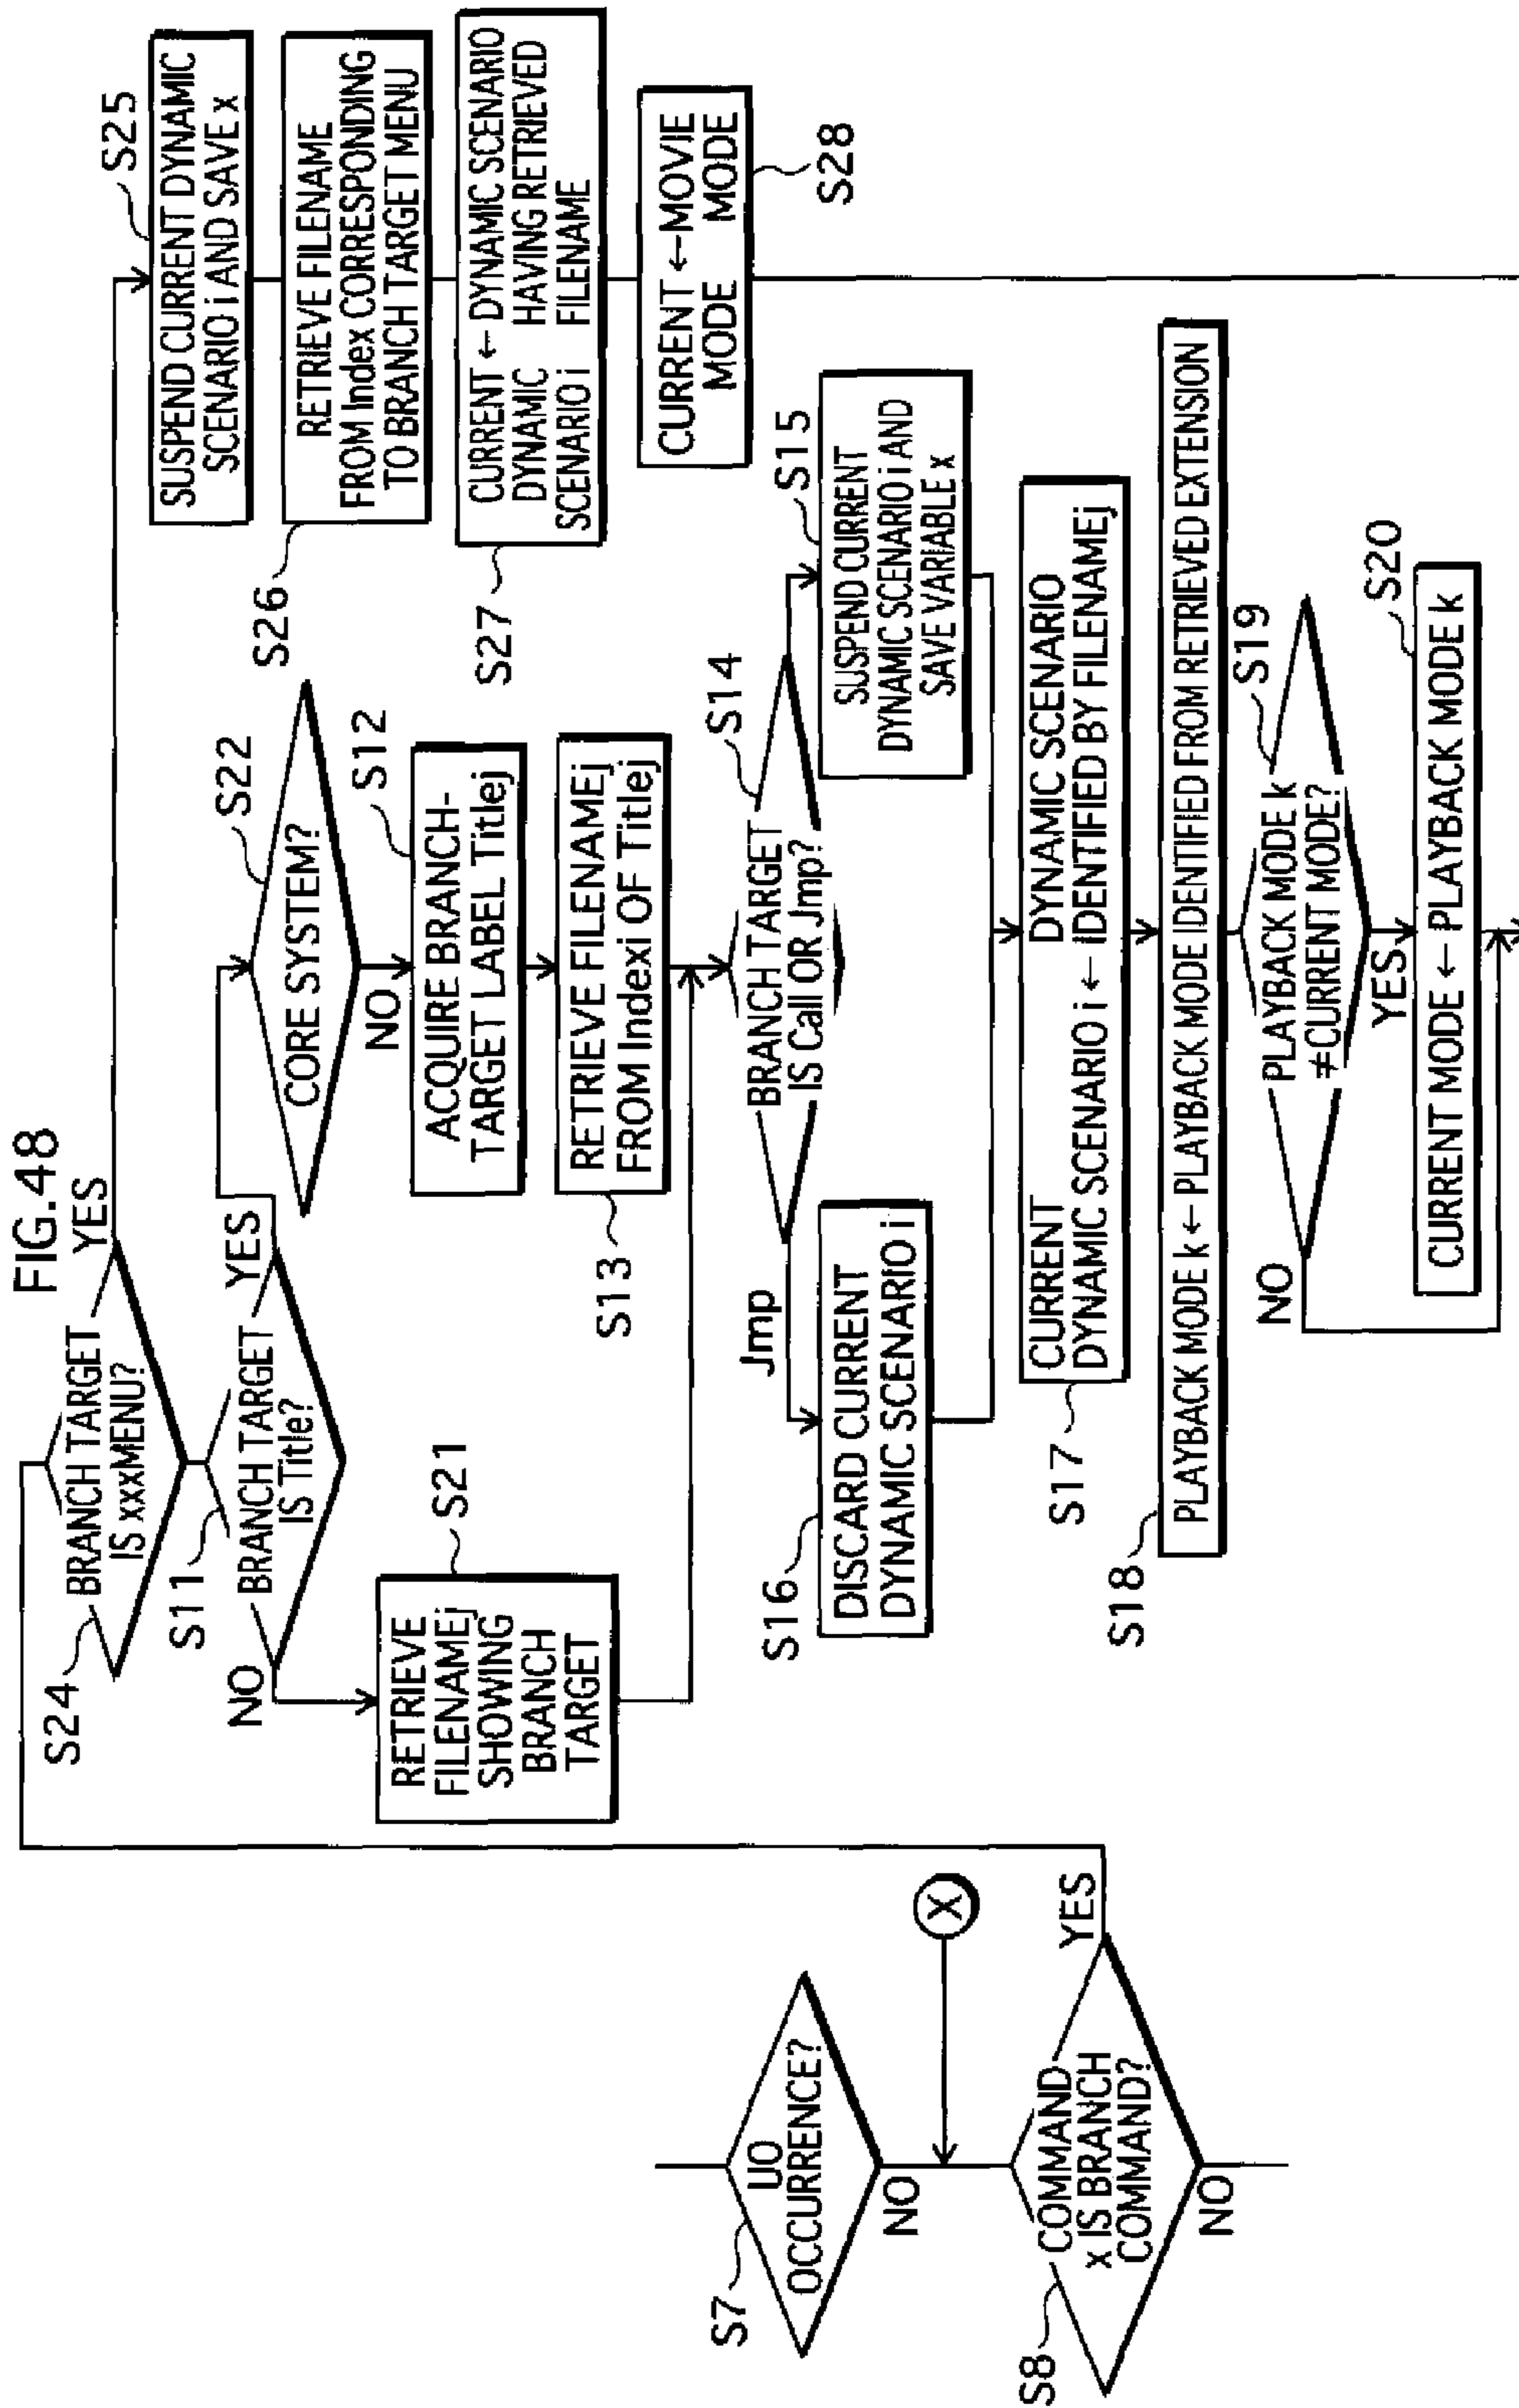 FIG.48
S7
UO
OCCURRENCE?
NO
X
S8
COMMAND
x IS BRANCH
COMMAND?
YES
NO
S24
BRANCH TARGET
IS xxxMENU?
YES
S11
BRANCH TARGET
IS Title?
YES
NO
S21
RETRIEVE
FILENAMEj
SHOWING
BRANCH
TARGET
S22
CORE SYSTEM?
NO
S12
ACQUIRE BRANCH-
TARGET LABEL Titlej
S13
RETRIEVE FILENAMEj
FROM Indexi OF Titlej
S14
BRANCH TARGET
IS Call OR Jmp?
Jmp
S15
SUSPEND CURRENT
DYNAMIC SCENARIO i AND
SAVE VARIABLE x
S16
DISCARD CURRENT
DYNAMIC SCENARIO i
S17
CURRENT DYNAMIC SCENARIO
DYNAMIC SCENARIO i ← IDENTIFIED BY FILENAMEj
S18
PLAYBACK MODE k ← PLAYBACK MODE IDENTIFIED FROM RETRIEVED EXTENSION
S19
PLAYBACK MODE k
≠CURRENT MODE?
NO
YES
S20
CURRENT MODE ← PLAYBACK MODE k
S25
SUSPEND CURRENT DYNAMIC
SCENARIO i AND SAVE x
S26
RETRIEVE FILENAME
FROM Index CORRESPONDING
TO BRANCH TARGET MENU
S27
CURRENT ← DYNAMIC SCENARIO
DYNAMIC HAVING RETRIEVED
SCENARIO i FILENAME
CURRENT ← MOVIE
MODE MODE
S28